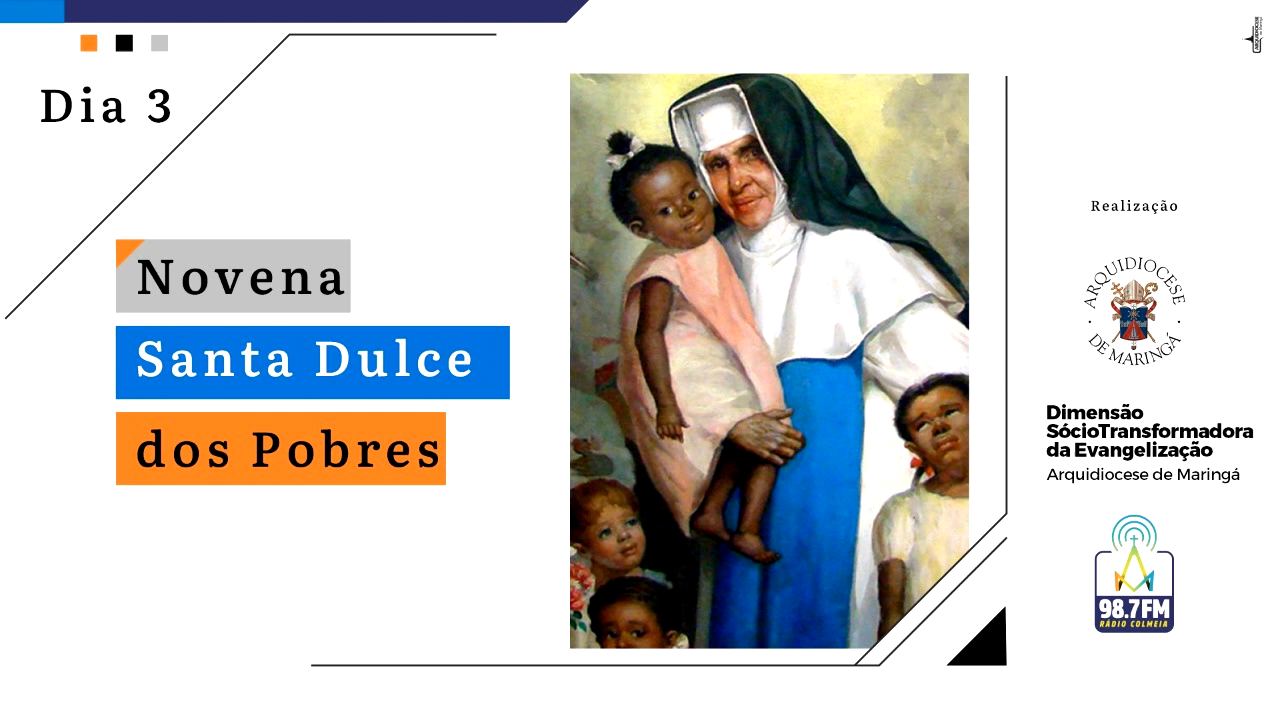 Dia 3
Novena
Santa Dulce
dos Pobres
Realização
ARQUIDIOCESE
DE MARINGÁ
Dimensão
SócioTransformadora
da Evangelização
Arquidiocese de Maringá
98.7FM
RÁDIO COLMEIA
ARQUIDIOCESE